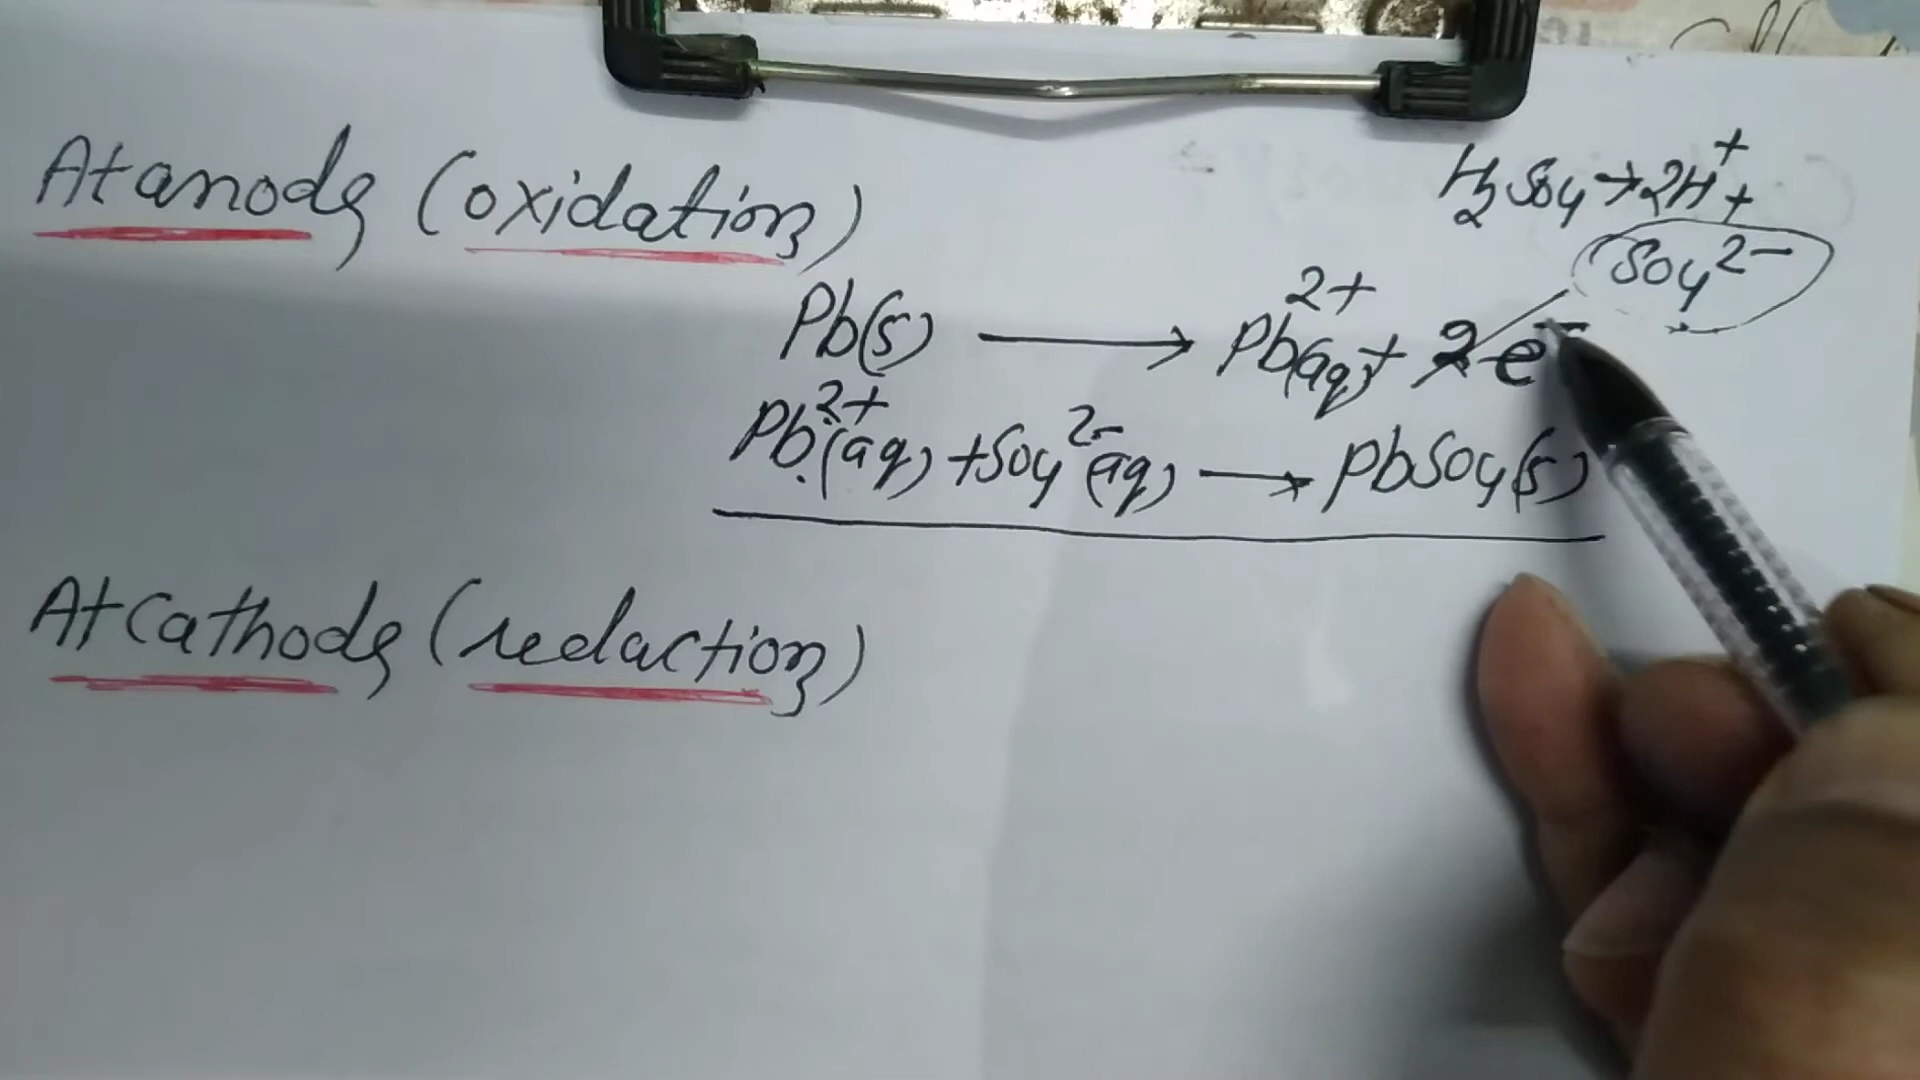 At anode (oxidation)
H2SO4 → 2H+ +
SO4 2-
Pb(s) → Pb2+(aq) + 2e-
Pb2+(aq) + SO4 2-(aq) → PbSO4(s)
At Cathode (redaction)